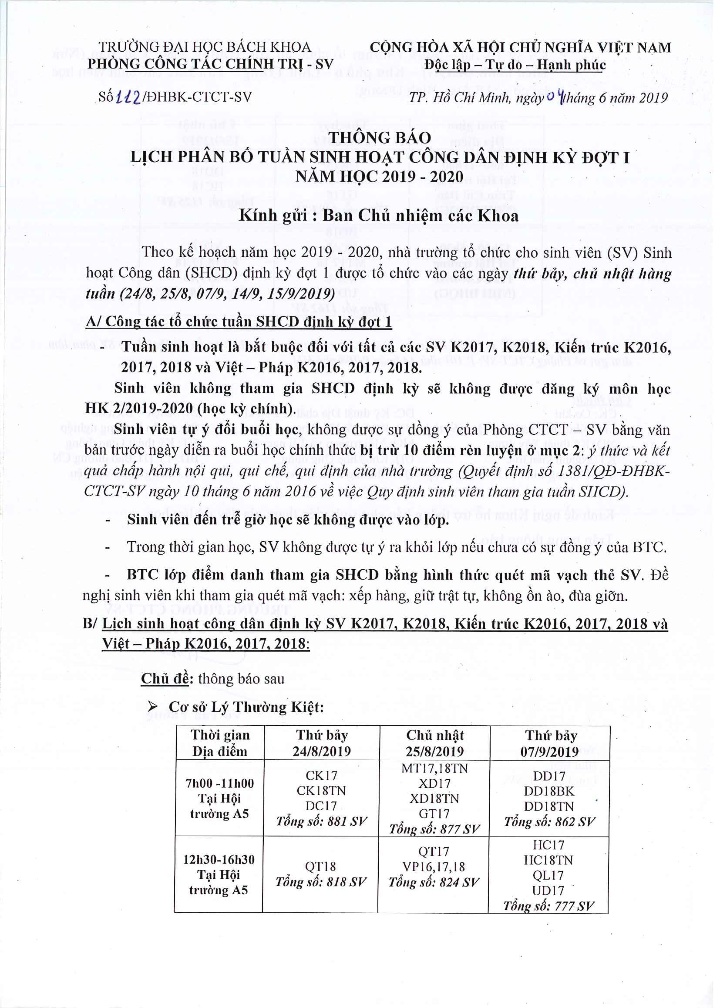 TRƯỜNG ĐẠI HỌC BÁCH KHOA
PHÒNG CÔNG TÁC CHÍNH TRỊ - SV
CỘNG HÒA XÃ HỘI CHỦ NGHĨA VIỆT NAM
Độc lập – Tự do – Hạnh phúc
Số 112/ĐHBK-CTCT-SV
TP. Hồ Chí Minh, ngày 04 tháng 6 năm 2019
THÔNG BÁO
LỊCH PHÂN BỐ TUẦN SINH HOẠT CÔNG DÂN ĐỊNH KỲ ĐỢT I
NĂM HỌC 2019 - 2020
Kính gửi : Ban Chủ nhiệm các Khoa
Theo kế hoạch năm học 2019 - 2020, nhà trường tổ chức cho sinh viên (SV) Sinh
hoạt Công dân (SHCD) định kỳ đợt 1 được tổ chức vào các ngày thứ bảy, chủ nhật hàng
tuần (24/8, 25/8, 07/9, 14/9, 15/9/2019)
A/ Công tác tổ chức tuần SHCD định kỳ đợt 1
- Tuần sinh hoạt là bắt buộc đối với tất cả các SV K2017, K2018, Kiến trúc K2016,
2017, 2018 và Việt – Pháp K2016, 2017, 2018.
Sinh viên không tham gia SHCD định kỳ sẽ không được đăng ký môn học
HK 2/2019-2020 (học kỳ chính).
Sinh viên tự ý đổi buổi học, không được sự đồng ý của Phòng CTCT – SV bằng văn
bản trước ngày diễn ra buổi học chính thức bị trừ 10 điểm rèn luyện ở mục 2: ý thức và kết
quả chấp hành nội qui, qui chế, qui định của nhà trường (Quyết định số 1381/QĐ-ĐHBK-
CTCT-SV ngày 10 tháng 6 năm 2016 về việc Quy định sinh viên tham gia tuần SHCD).
- Sinh viên đến trễ giờ học sẽ không được vào lớp.
- Trong thời gian học, SV không được tự ý ra khỏi lớp nếu chưa có sự đồng ý của BTC.
- BTC lớp điểm danh tham gia SHCD bằng hình thức quét mã vạch thẻ SV. Đề
nghị sinh viên khi tham gia quét mã vạch: xếp hàng, giữ trật tự, không ồn ào, đùa giỡn.
B/ Lịch sinh hoạt công dân định kỳ SV K2017, K2018, Kiến trúc K2016, 2017, 2018 và
Việt – Pháp K2016, 2017, 2018:
Chủ đề: thông báo sau
➢ Cơ sở Lý Thường Kiệt:
Thời gian
Địa điểm
Thứ bảy
24/8/2019
Chủ nhật
25/8/2019
Thứ bảy
07/9/2019
7h00 -11h00
Tại Hội
trường A5
CK17
CK18TN
DC17
Tổng số: 881 SV
MT17,18TN
XD17
XD18TN
GT17
Tổng số: 877 SV
DD17
DD18BK
DD18TN
Tổng số: 862 SV
12h30-16h30
Tại Hội
trường A5
QT18
Tổng số: 818 SV
QT17
VP16,17,18
Tổng số: 824 SV
HC17
HC18TN
QL17
UD17
Tổng số: 777 SV